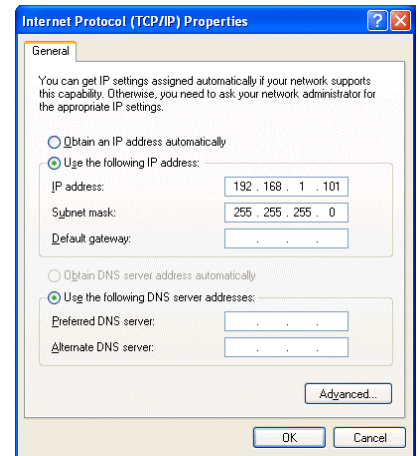 Internet Protocol (TCP/IP) Properties
General
You can get IP settings assigned automatically if your network supports
this capability. Otherwise, you need to ask your network administrator for
the appropriate IP settings.
Obtain an IP address automatically
Use the following IP address:
IP address: 192 . 168 . 1 . 101
Subnet mask: 255 . 255 . 255 . 0
Default gateway: . . .
Obtain DNS server address automatically
Use the following DNS server addresses:
Preferred DNS server: . . .
Alternate DNS server: . . .
Advanced...
OK Cancel